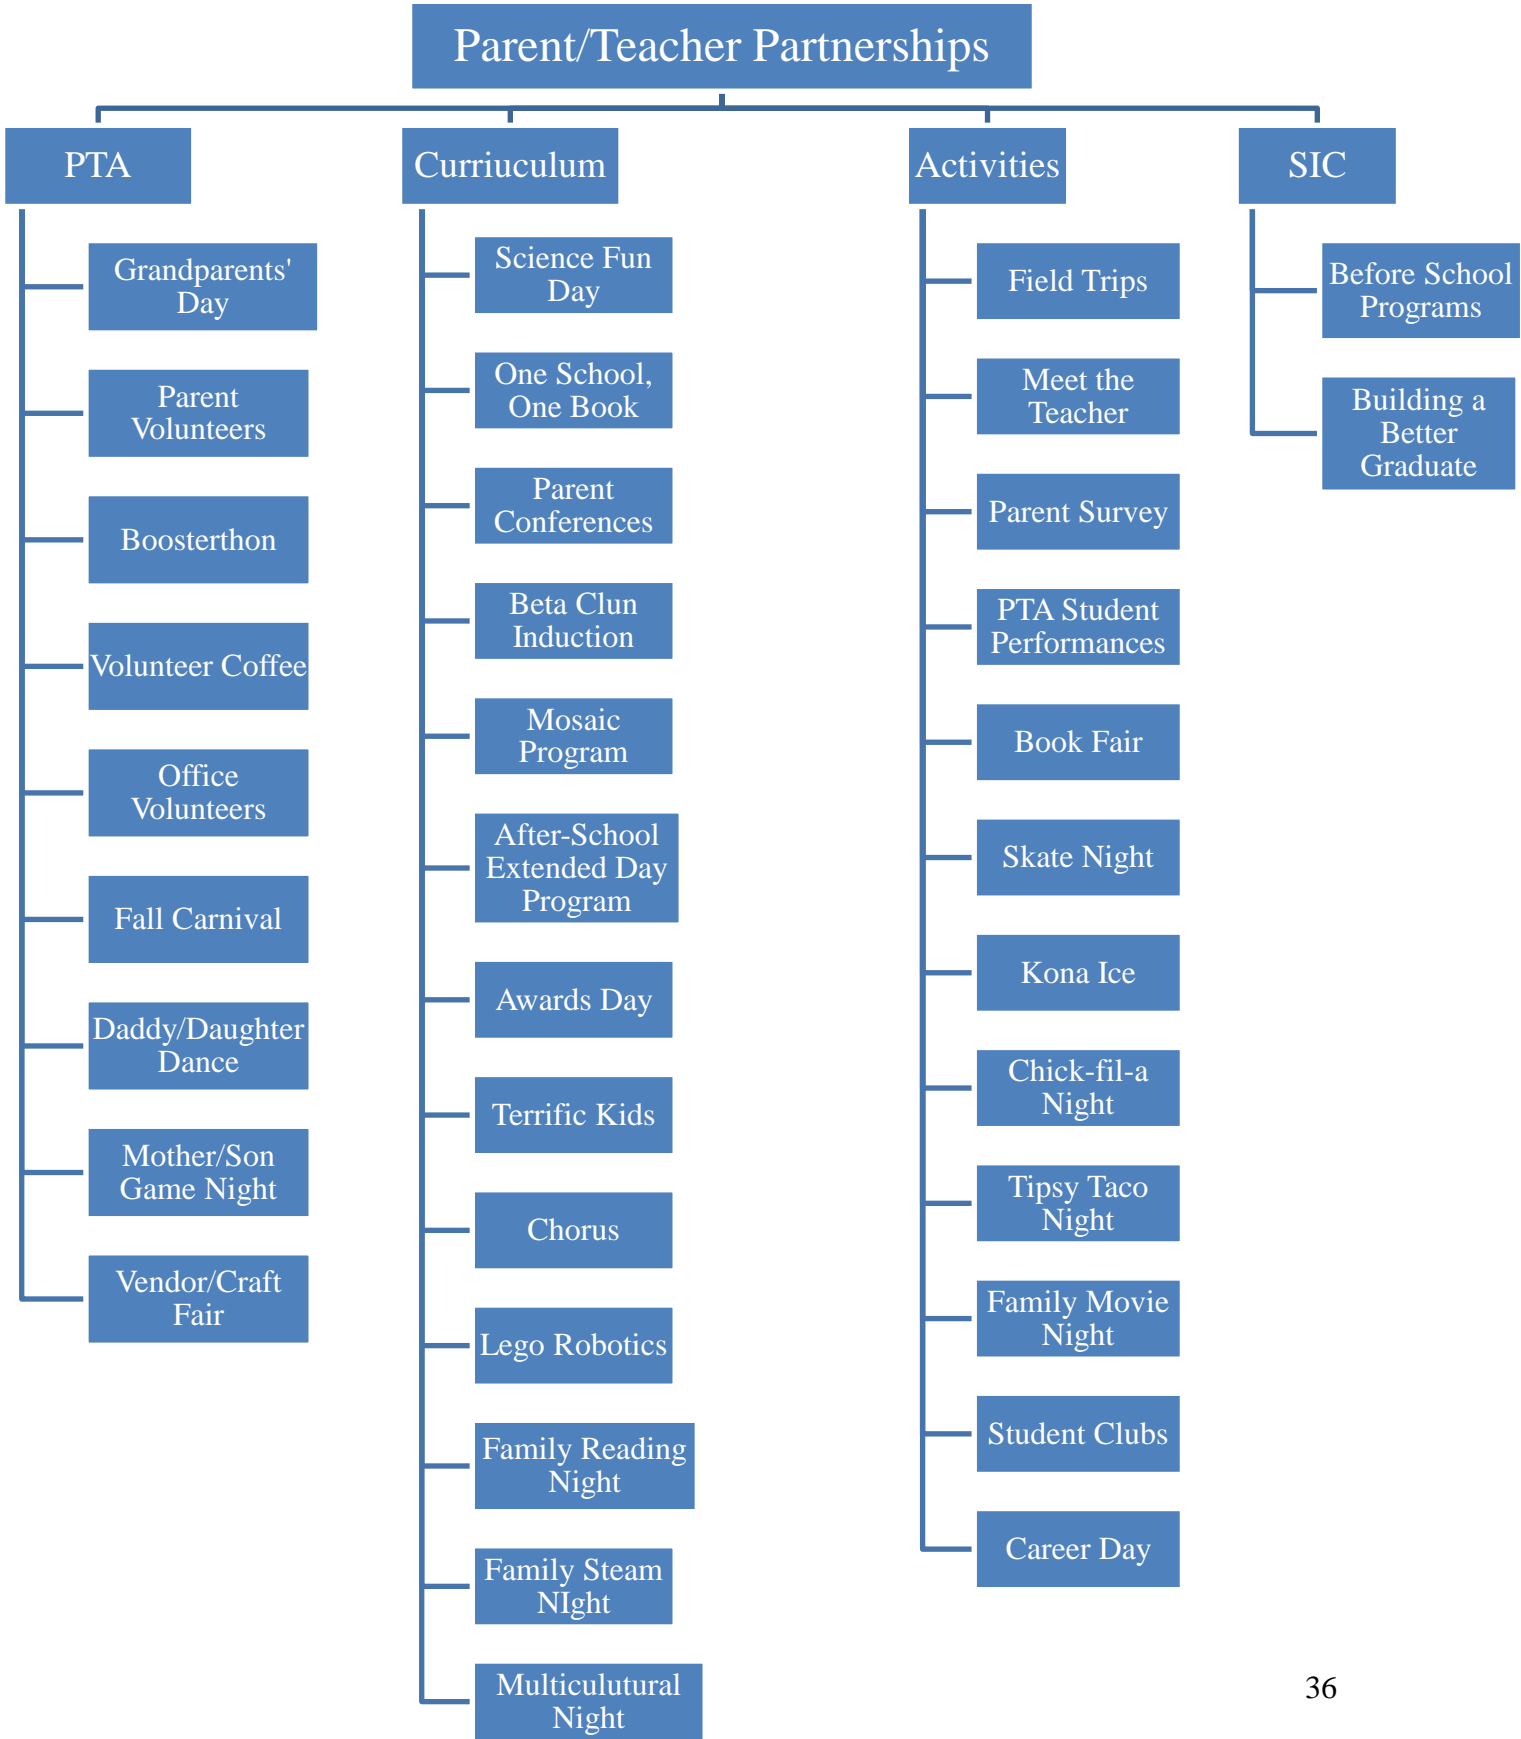 Parent/Teacher Partnerships
PTA
Grandparents'
Day
Parent
Volunteers
Boosterthon
Volunteer Coffee
Office
Volunteers
Fall Carnival
Daddy/Daughter
Dance
Mother/Son
Game Night
Vendor/Craft
Fair
Curriuculum
Science Fun
Day
One School,
One Book
Parent
Conferences
Beta Clun
Induction
Mosaic
Program
After-School
Extended Day
Program
Awards Day
Terrific Kids
Chorus
Lego Robotics
Family Reading
Night
Family Steam
NIght
Multiculutural
Night
Activities
Field Trips
Meet the
Teacher
Parent Survey
PTA Student
Performances
Book Fair
Skate Night
Kona Ice
Chick-fil-a
Night
Tipsy Taco
Night
Family Movie
Night
Student Clubs
Career Day
SIC
Before School
Programs
Building a
Better
Graduate
36